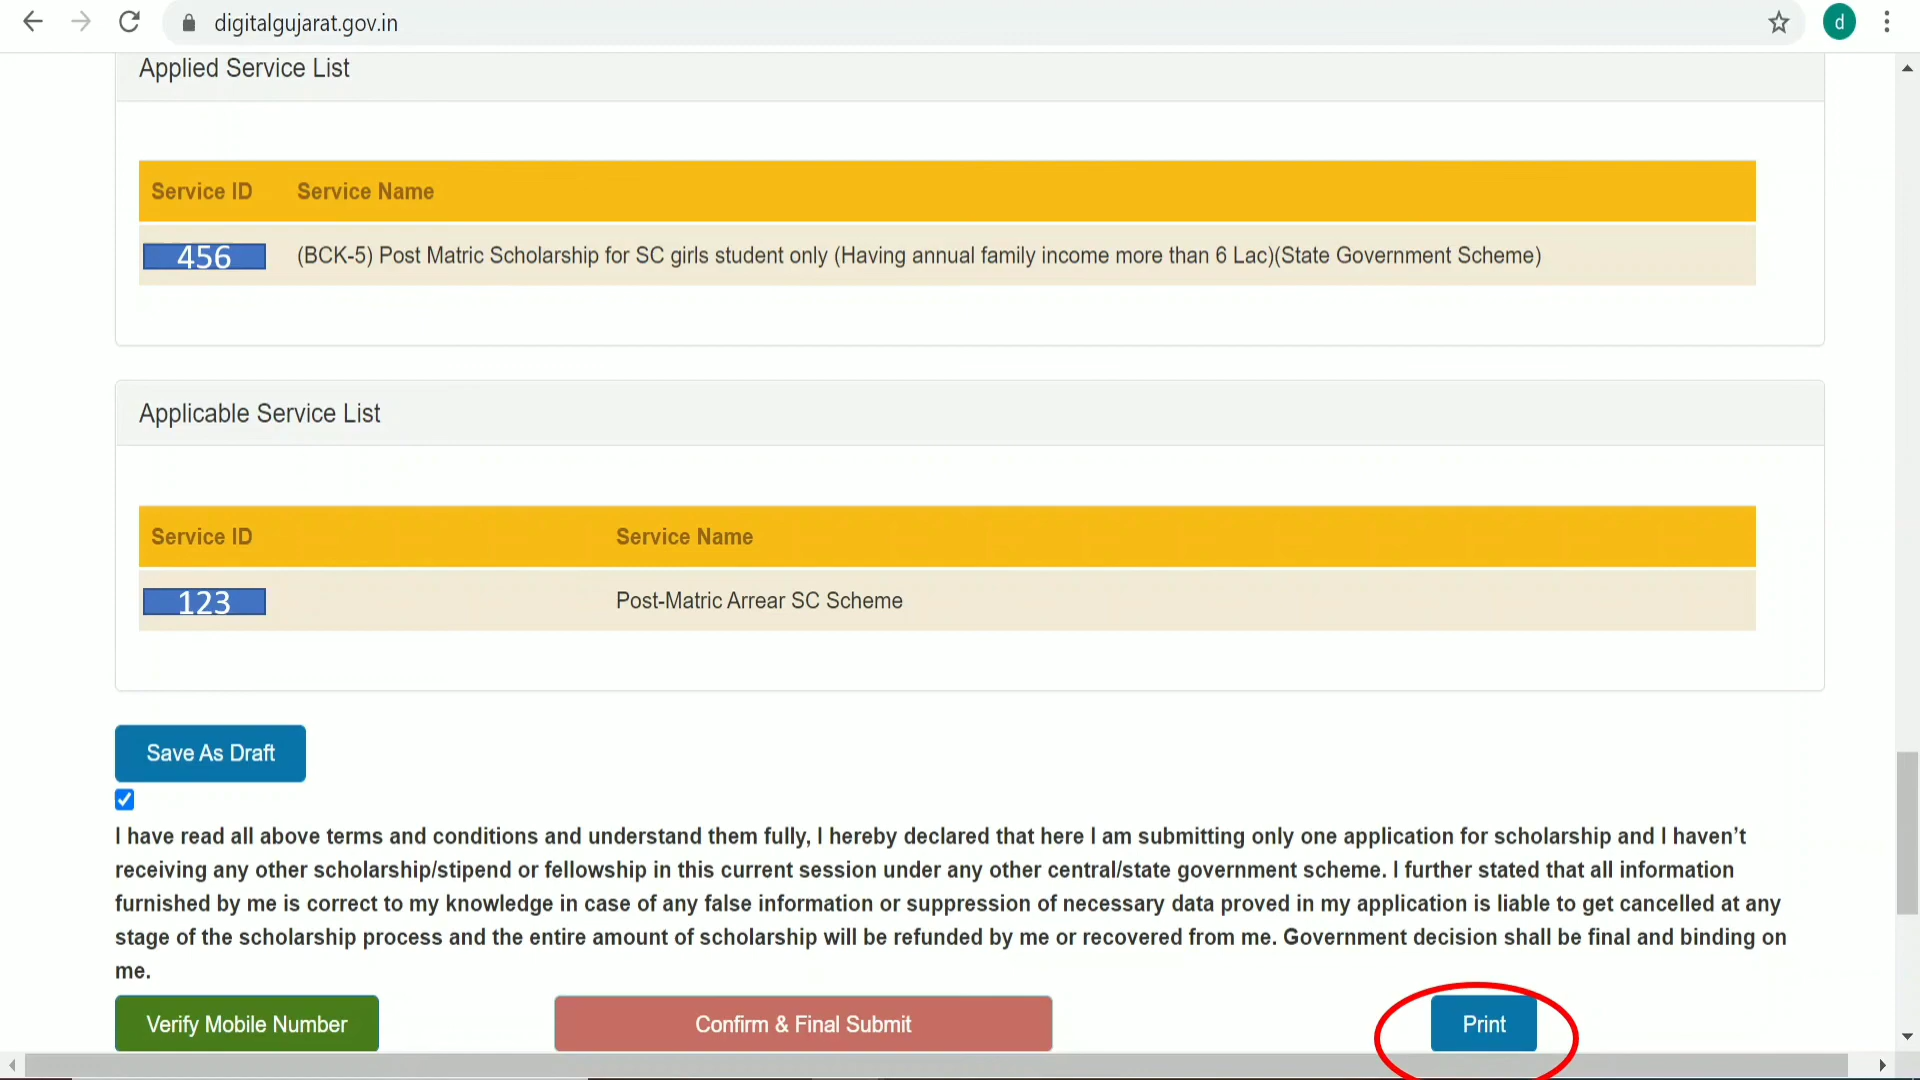 digitalgujarat.gov.in
d
Applied Service List
Service ID Service Name
456 (BCK-5) Post Matric Scholarship for SC girls student only (Having annual family income more than 6 Lac)(State Government Scheme)
Applicable Service List
Service ID Service Name
123 Post-Matric Arrear SC Scheme
Save As Draft
I have read all above terms and conditions and understand them fully, I hereby declared that here I am submitting only one application for scholarship and I haven’t
receiving any other scholarship/stipend or fellowship in this current session under any other central/state government scheme. I further stated that all information
furnished by me is correct to my knowledge in case of any false information or suppression of necessary data proved in my application is liable to get cancelled at any
stage of the scholarship process and the entire amount of scholarship will be refunded by me or recovered from me. Government decision shall be final and binding on
me.
Verify Mobile Number Confirm & Final Submit Print